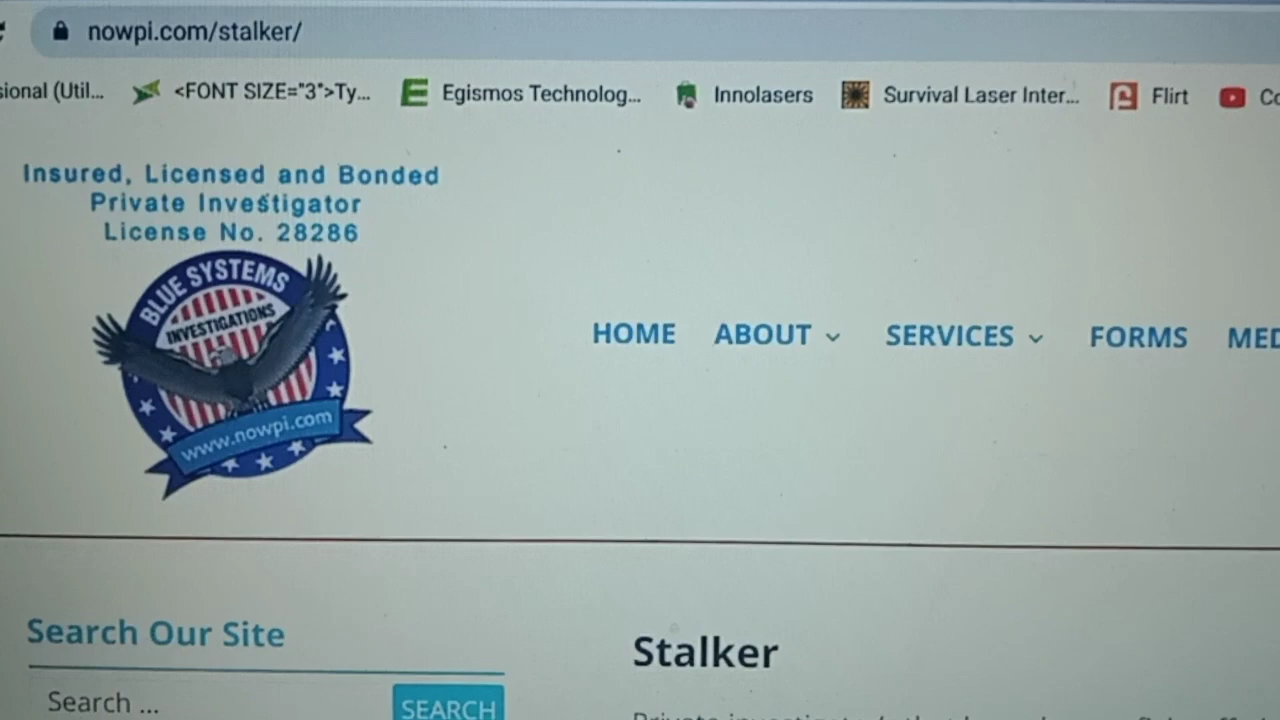 nowpi.com/stalker/
sional (Util... <FONT SIZE="3">Ty... Egismos Technolog... Innolasers Survival Laser Inter... Flirt Co
Insured, Licensed and Bonded
Private Investigator
License No. 28286
BLUE SYSTEMS
INVESTIGATIONS
www.nowpi.com
HOME ABOUT SERVICES FORMS MED
Search Our Site
Search ...
SEARCH
Stalker